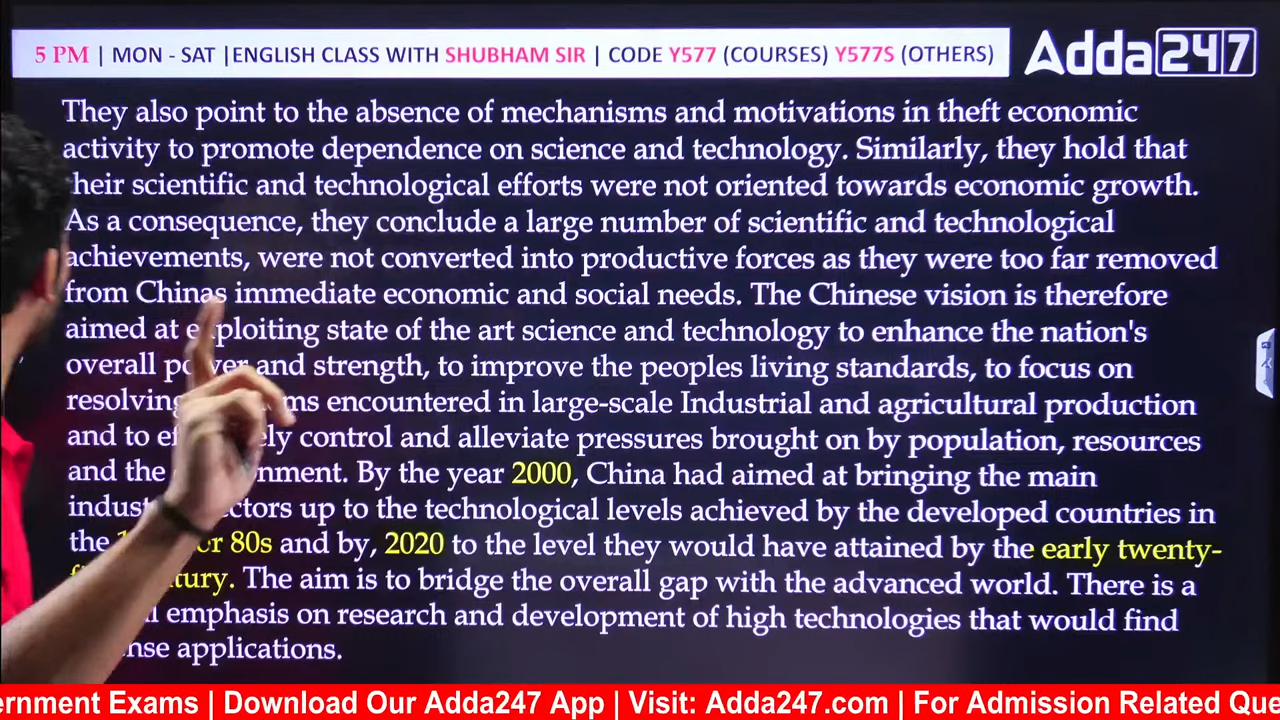 5 PM | MON - SAT |ENGLISH CLASS WITH SHUBHAM SIR | CODE Y577 (COURSES) Y577S (OTHERS)
Adda247
They also point to the absence of mechanisms and motivations in theft economic
activity to promote dependence on science and technology. Similarly, they hold that
heir scientific and technological efforts were not oriented towards economic growth.
As a consequence, they conclude a large number of scientific and technological
achievements, were not converted into productive forces as they were too far removed
from Chinas immediate economic and social needs. The Chinese vision is therefore
aimed at exploiting state of the art science and technology to enhance the nation's
overall power and strength, to improve the peoples living standards, to focus on
resolving encountered in large-scale Industrial and agricultural production
and to control and alleviate pressures brought on by population, resources
and the By the year 2000, China had aimed at bringing the main
up to the technological levels achieved by the developed countries in
the or 80s and by, 2020 to the level they would have attained by the early twenty-
The aim is to bridge the overall gap with the advanced world. There is a
emphasis on research and development of high technologies that would find
applications.
ernment Exams | Download Our Adda247 App | Visit: Adda247.com | For Admission Related Que